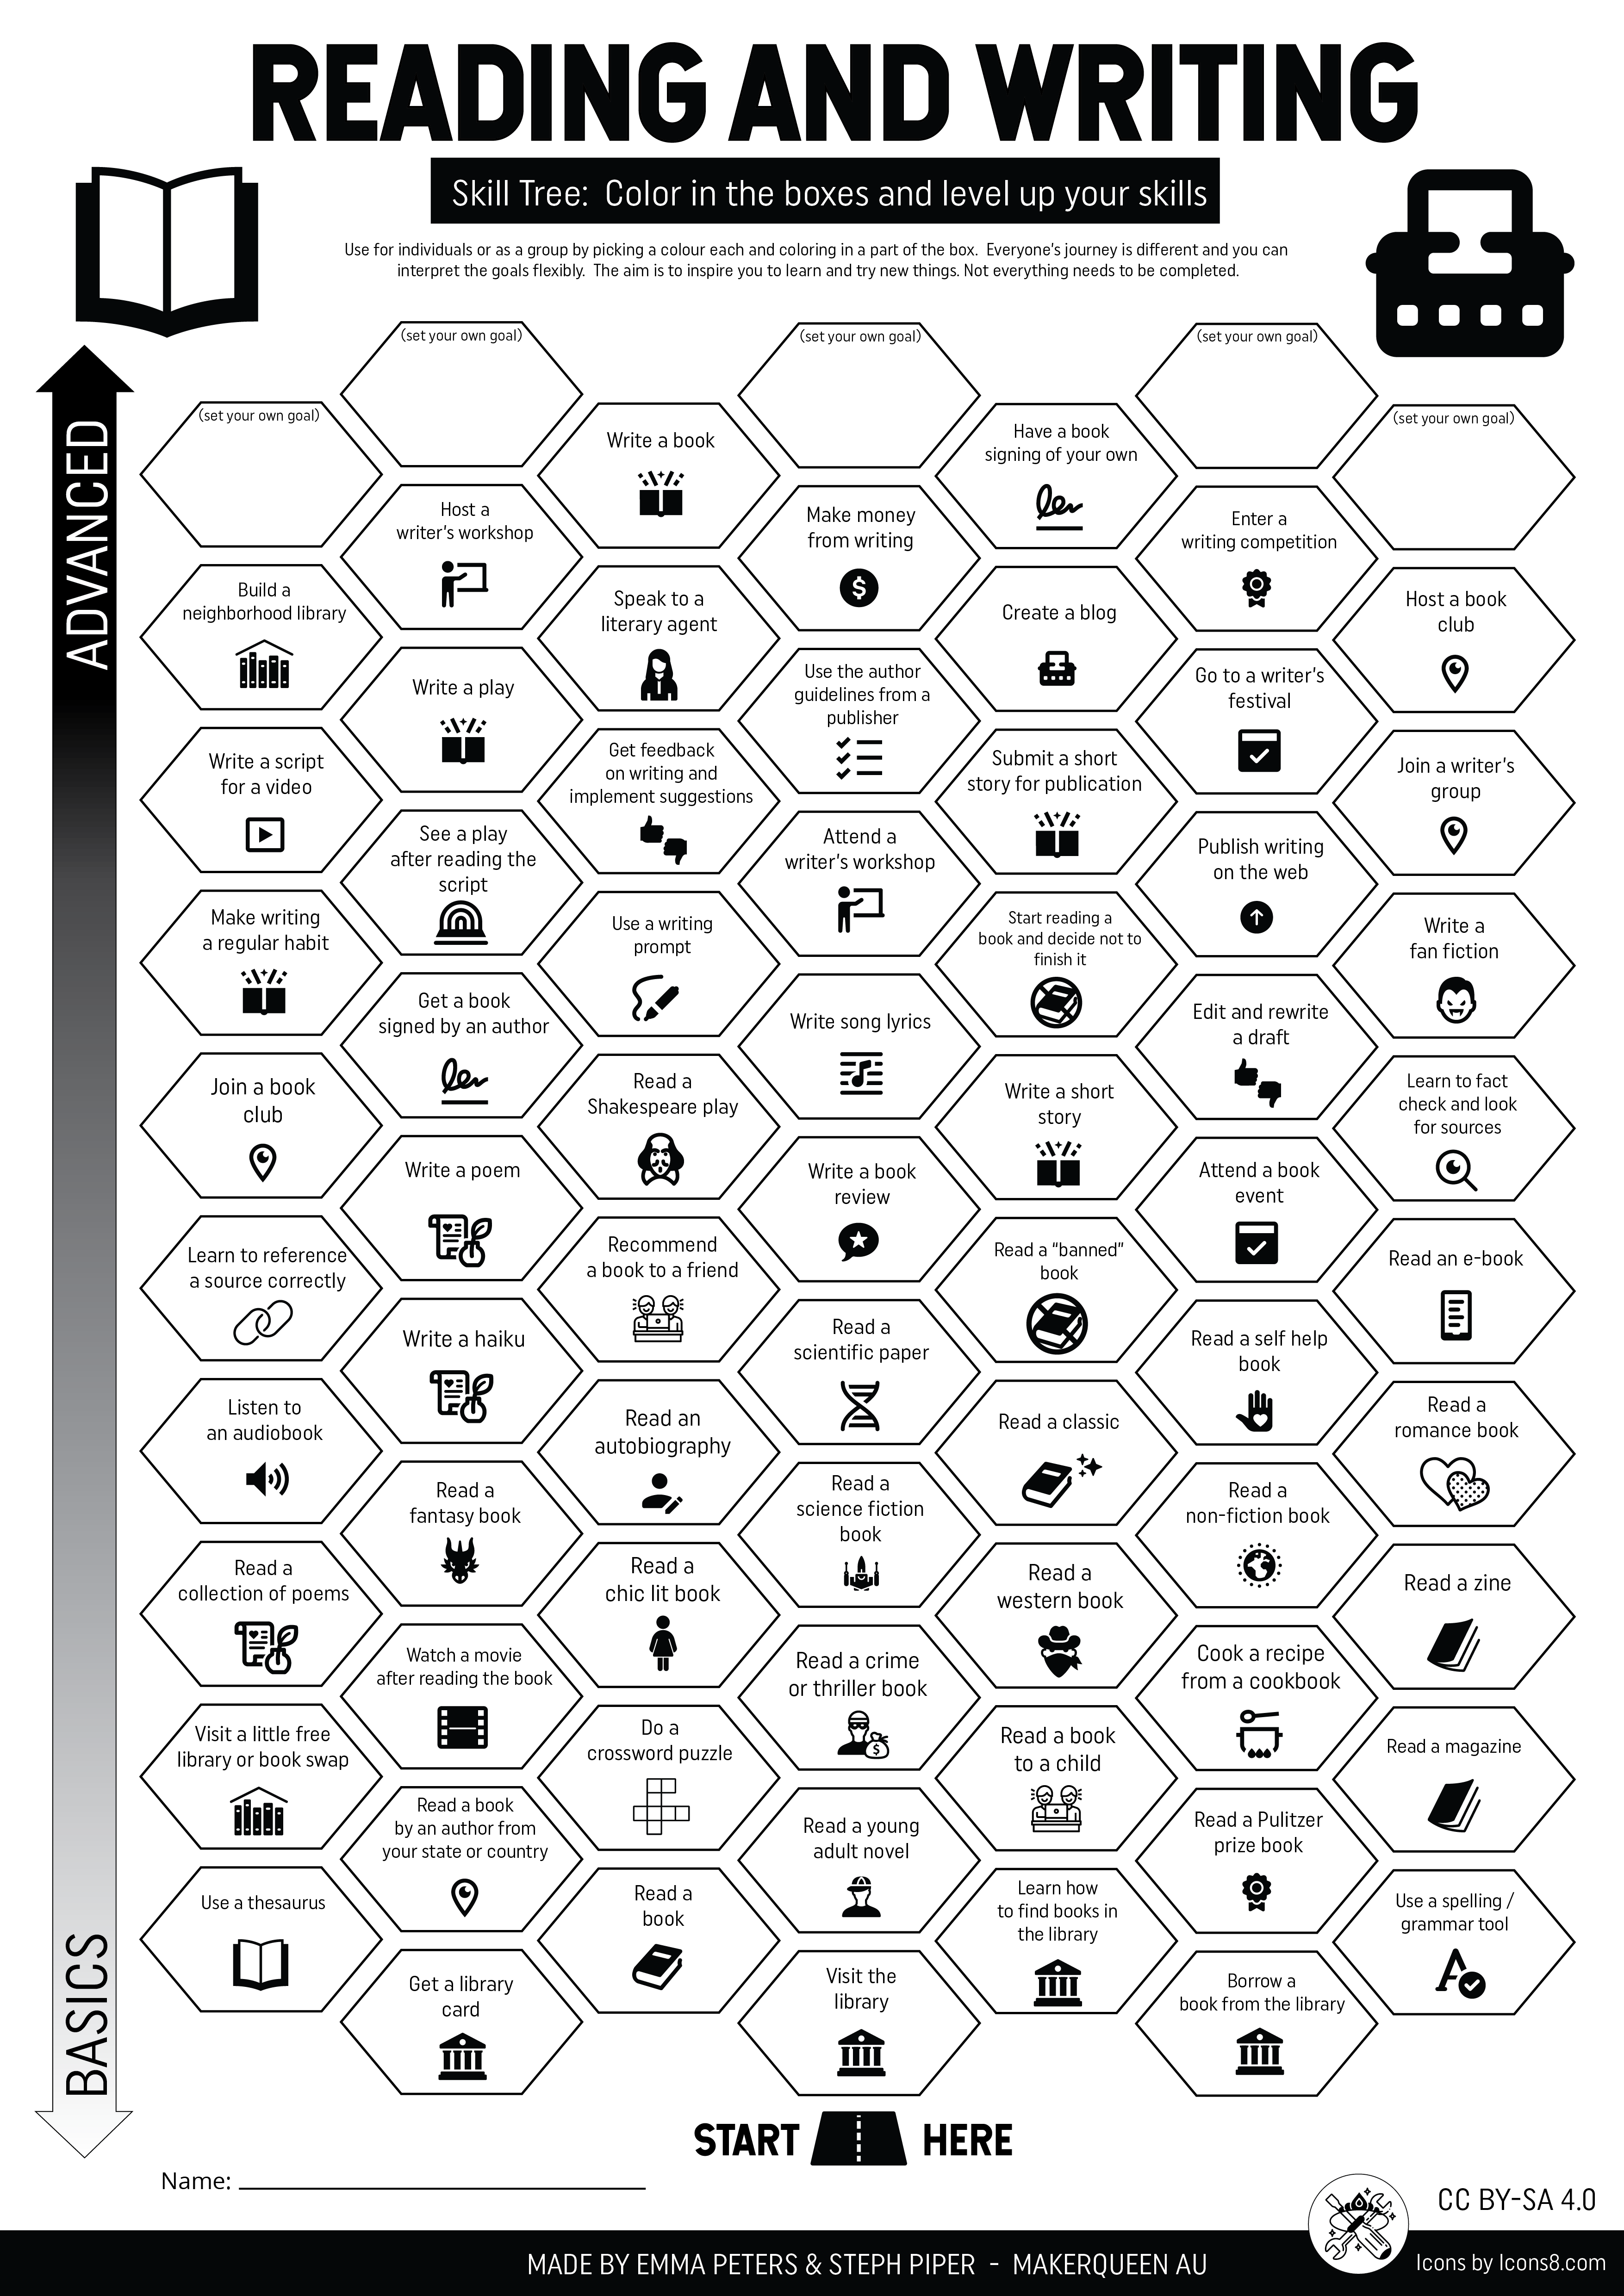 READING AND WRITING
Skill Tree:  Color in the boxes and level up your skills
Use for individuals or as a group by picking a colour each and coloring in a part of the box.  Everyone's journey is different and you can
interpret the goals flexibly.  The aim is to inspire you to learn and try new things. Not everything needs to be completed.
ADVANCED
BASICS
(set your own goal)
Build a
neighborhood library
Write a script
for a video
Make writing
a regular habit
Join a book
club
Learn to reference
a source correctly
Listen to
an audiobook
Read a
collection of poems
Visit a little free
library or book swap
Use a thesaurus
(set your own goal)
Host a
writer's workshop
Write a play
See a play
after reading the
script
Get a book
signed by an author
Write a poem
Write a haiku
Read a
fantasy book
Watch a movie
after reading the book
Read a book
by an author from
your state or country
Get a library
card
Write a book
Speak to a
literary agent
Get feedback
on writing and
implement suggestions
Use a writing
prompt
Read a
Shakespeare play
Recommend
a book to a friend
Read an
autobiography
Read a
chic lit book
Do a
crossword puzzle
Read a
book
(set your own goal)
Make money
from writing
$
Use the author
guidelines from a
publisher
Attend a
writer's workshop
Write song lyrics
Write a book
review
Read a
scientific paper
Read a
science fiction
book
Read a crime
or thriller book
$
Read a young
adult novel
Visit the
library
Have a book
signing of your own
Create a blog
Submit a short
story for publication
Start reading a
book and decide not to
finish it
Write a short
story
Read a “banned”
book
Read a classic
Read a
western book
Read a book
to a child
Learn how
to find books in
the library
(set your own goal)
Enter a
writing competition
Go to a writer's
festival
Publish writing
on the web
Edit and rewrite
a draft
Attend a book
event
Read a self help
book
Read a
non-fiction book
Cook a recipe
from a cookbook
Read a Pulitzer
prize book
Borrow a
book from the library
(set your own goal)
Host a book
club
Join a writer's
group
Write a
fan fiction
Learn to fact
check and look
for sources
Read an e-book
Read a
romance book
Read a zine
Read a magazine
Use a spelling /
grammar tool
START HERE
Name:
CC BY-SA 4.0
MADE BY EMMA PETERS & STEPH PIPER  -  MAKERQUEEN AU
Icons by Icons8.com